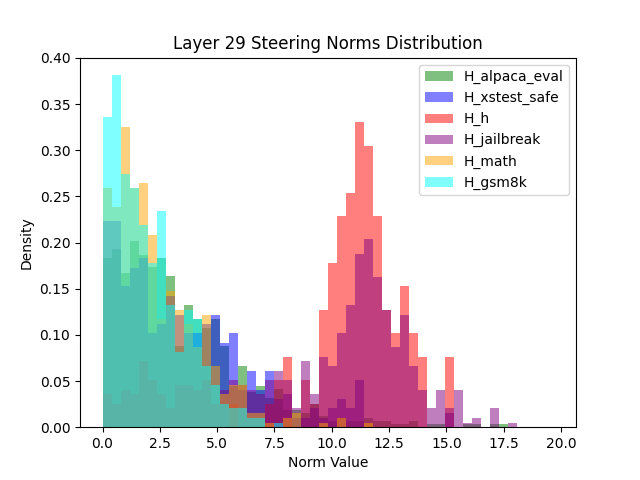 Layer 29 Steering Norms Distribution
H_alpaca_eval
H_xstest_safe
H_h
H_jailbreak
H_math
H_gsm8k
0.40
0.35
0.30
0.25
0.20
0.15
0.10
0.05
0.00
Density
0.0 2.5 5.0 7.5 10.0 12.5 15.0 17.5 20.0
Norm Value